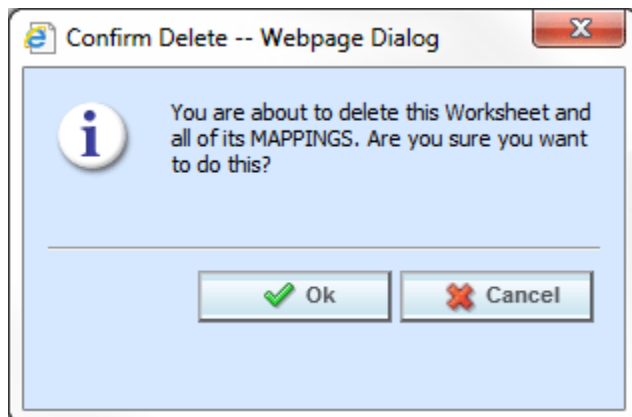 Confirm Delete -- Webpage Dialog
You are about to delete this Worksheet and
all of its MAPPINGS. Are you sure you want
to do this?
Ok
Cancel